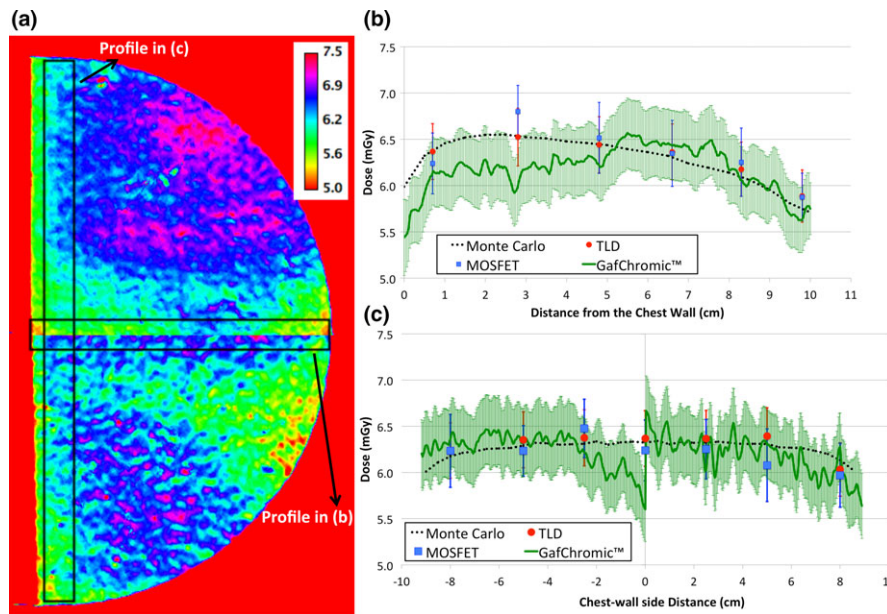 (a)
Profile in (c)
7.5
6.9
6.3
5.6
5.0
Profile in (b)
(b)
7.5
7.0
6.5
6.0
5.5
5.0
Dose (mGy)
Monte Carlo
TLD
MOSFET
GafChromic™
0 1 2 3 4 5 6 7 8 9 10 11
Distance from the Chest Wall (cm)
(c)
7.5
7.0
6.5
6.0
5.5
5.0
Dose (mGy)
Monte Carlo
TLD
MOSFET
GafChromic™
-10 -8 -6 -4 -2 0 2 4 6 8
Chest-wall side Distance (cm)